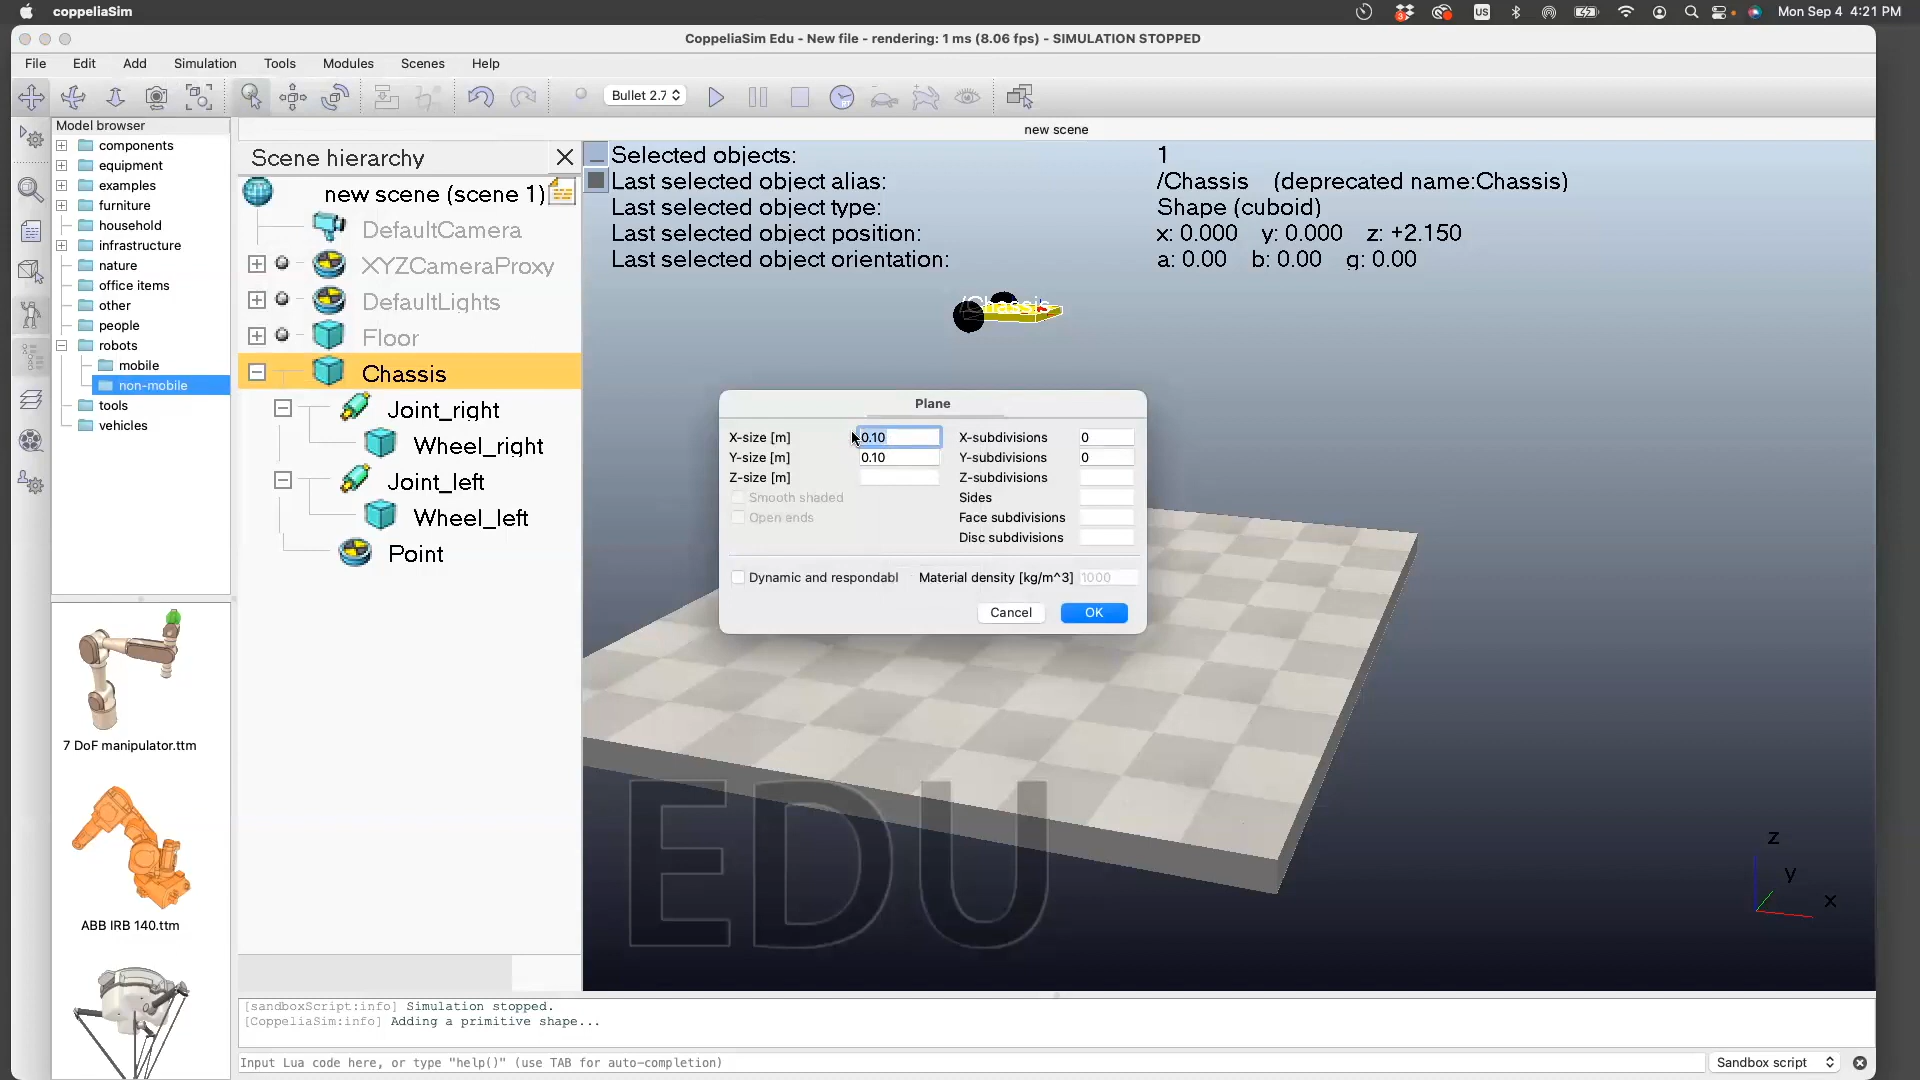 coppeliaSim
US
Mon Sep 4 4:21 PM
CoppeliaSim Edu - New file - rendering: 1 ms (8.06 fps) - SIMULATION STOPPED
File Edit Add Simulation Tools Modules Scenes Help
Bullet 2.7
Model browser
components
equipment
examples
furniture
household
infrastructure
nature
office items
other
people
robots
mobile
non-mobile
tools
vehicles
7 DoF manipulator.ttm
ABB IRB 140.ttm
new scene
Scene hierarchy
new scene (scene 1)
DefaultCamera
XYZCameraProxy
DefaultLights
Floor
Chassis
Joint_right
Wheel_right
Joint_left
Wheel_left
Point
Selected objects: 1
Last selected object alias: /Chassis (deprecated name:Chassis)
Last selected object type: Shape (cuboid)
Last selected object position: x: 0.000 y: 0.000 z: +2.150
Last selected object orientation: a: 0.00 b: 0.00 g: 0.00
/Chassis
Plane
X-size [m] 0.10 X-subdivisions 0
Y-size [m] 0.10 Y-subdivisions 0
Z-size [m] Z-subdivisions
Smooth shaded Sides
Open ends Face subdivisions
Disc subdivisions
Dynamic and respondabl Material density [kg/m^3] 1000
Cancel OK
EDU
z
y
x
[sandboxScript:info] Simulation stopped.
[CoppeliaSim:info] Adding a primitive shape...
Input Lua code here, or type "help()" (use TAB for auto-completion)
Sandbox script